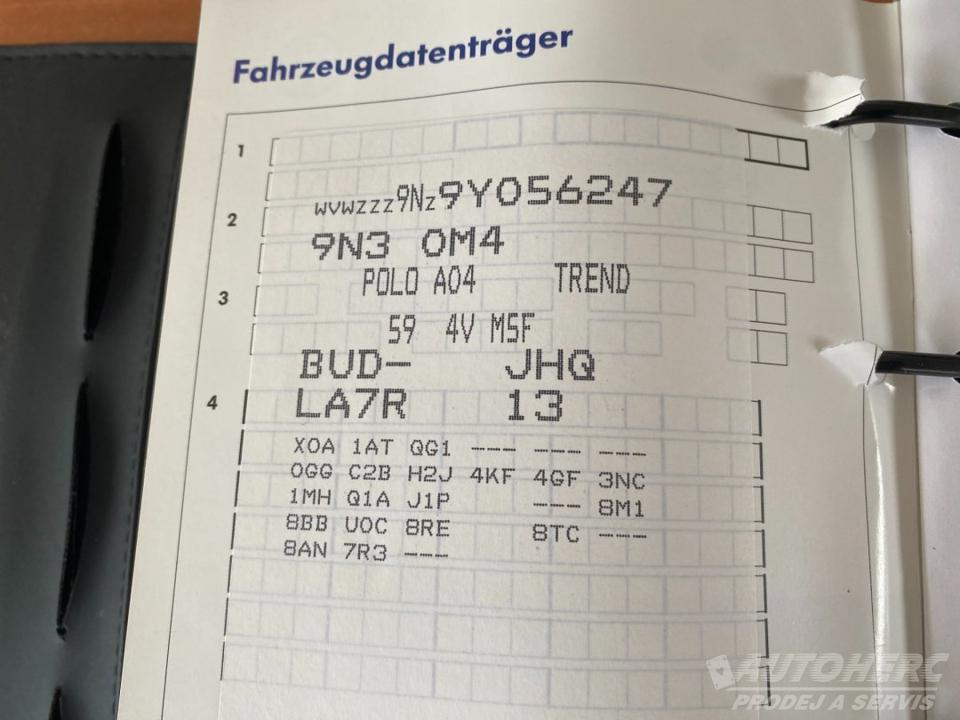 Fahrzeugdatenträger
1
WVWZZZ9NZ9Y056247
2
9N3 0M4
POLO A04 TREND
3
59 4V M5F
BUD- JHQ
4
LA7R 13
X0A 1AT QG1 --- --- ---
0GG C2B H2J 4KF 4GF 3NC
1MH Q1A J1P --- 8M1
8BB U0C 8RE 8TC ---
8AN 7R3 ---
AUTOHERC
PRODEJ A SERVIS